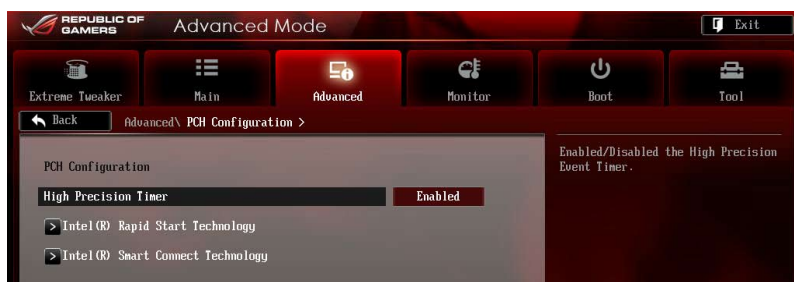 REPUBLIC OF
GAMERS
Advanced Mode
Exit
Extreme Tweaker
Main
Advanced
Monitor
Boot
Tool
Back
Advanced\ PCH Configuration >
PCH Configuration
High Precision Timer
Enabled
> Intel(R) Rapid Start Technology
> Intel(R) Smart Connect Technology
Enabled/Disabled the High Precision
Event Timer.